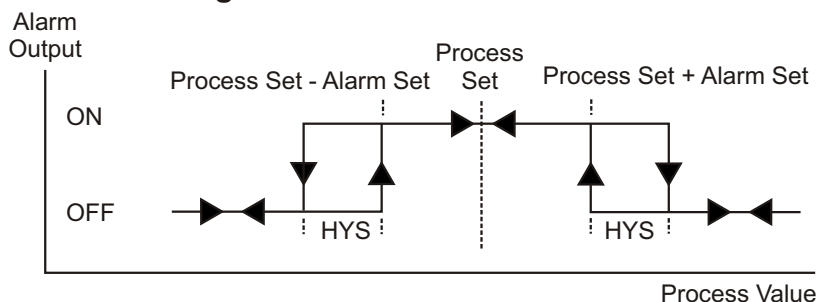 Alarm
Output
Process
Set
Process Set - Alarm Set
Process Set + Alarm Set
ON
OFF
HYS
HYS
Process Value